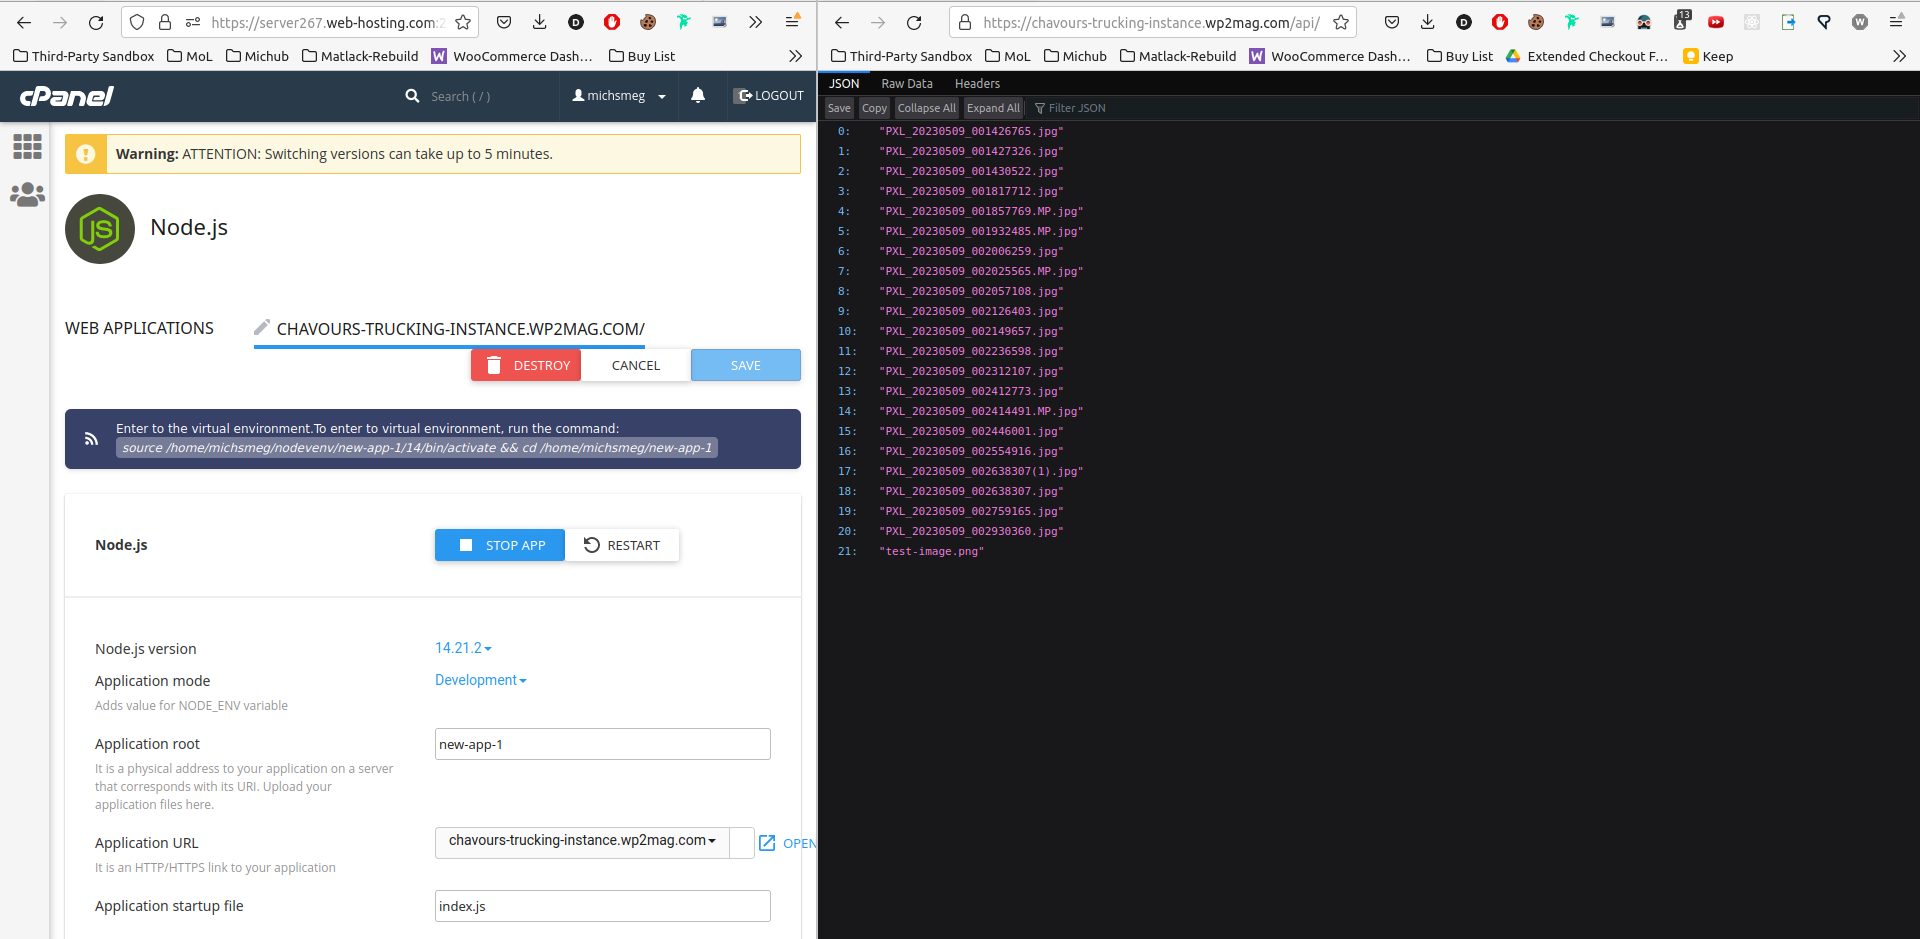 https://server267.web-hosting.com:2
Third-Party Sandbox MoL Michub Matlack-Rebuild WooCommerce Dash... Buy List
cPanel Search ( / ) michsmeg LOGOUT
Warning: ATTENTION: Switching versions can take up to 5 minutes.
Node.js
WEB APPLICATIONS CHAVOURS-TRUCKING-INSTANCE.WP2MAG.COM/
DESTROY CANCEL SAVE
Enter to the virtual environment.To enter to virtual environment, run the command:
source /home/michsmeg/nodevenv/new-app-1/14/bin/activate && cd /home/michsmeg/new-app-1
Node.js STOP APP RESTART
Node.js version 14.21.2
Application mode Development
Adds value for NODE_ENV variable
Application root new-app-1
It is a physical address to your application on a server
that corresponds with its URI. Upload your
application files here.
Application URL chavours-trucking-instance.wp2mag.com OPEN
It is an HTTP/HTTPS link to your application
Application startup file index.js
https://chavours-trucking-instance.wp2mag.com/api/ 13
Third-Party Sandbox MoL Michub Matlack-Rebuild WooCommerce Dash... Buy List Extended Checkout F... Keep
JSON Raw Data Headers
Save Copy Collapse All Expand All Filter JSON
0: "PXL_20230509_001426765.jpg"
1: "PXL_20230509_001427326.jpg"
2: "PXL_20230509_001430522.jpg"
3: "PXL_20230509_001817712.jpg"
4: "PXL_20230509_001857769.MP.jpg"
5: "PXL_20230509_001932485.MP.jpg"
6: "PXL_20230509_002006259.jpg"
7: "PXL_20230509_002025565.MP.jpg"
8: "PXL_20230509_002057108.jpg"
9: "PXL_20230509_002126403.jpg"
10: "PXL_20230509_002149657.jpg"
11: "PXL_20230509_002236598.jpg"
12: "PXL_20230509_002312107.jpg"
13: "PXL_20230509_002412773.jpg"
14: "PXL_20230509_002414491.MP.jpg"
15: "PXL_20230509_002446001.jpg"
16: "PXL_20230509_002554916.jpg"
17: "PXL_20230509_002638307(1).jpg"
18: "PXL_20230509_002638307.jpg"
19: "PXL_20230509_002759165.jpg"
20: "PXL_20230509_002930360.jpg"
21: "test-image.png"